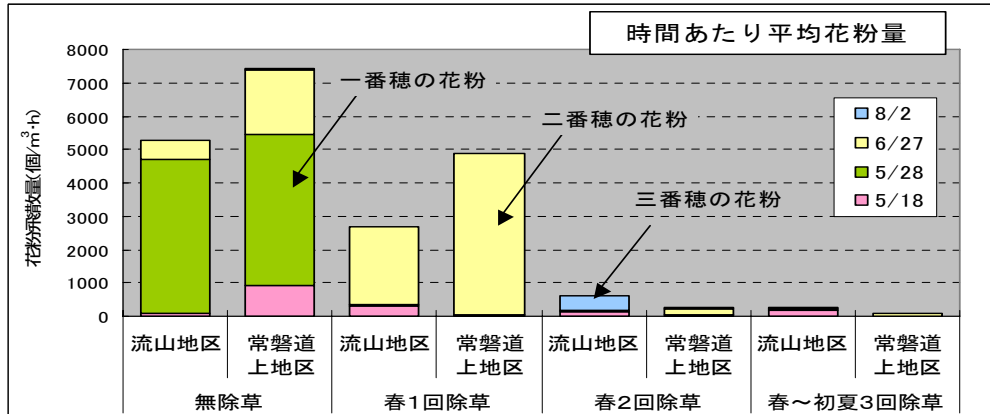 時間あたり平均花粉量
8000
7000
6000
5000
4000
3000
2000
1000
0
花粉飛散数量(個/m³・h)
一番穂の花粉
二番穂の花粉
三番穂の花粉
8/2
6/27
5/28
5/18
流山地区 常磐道上地区 流山地区 常磐道上地区 流山地区 常磐道上地区 流山地区 常磐道上地区
無除草 春1回除草 春2回除草 春～初夏3回除草